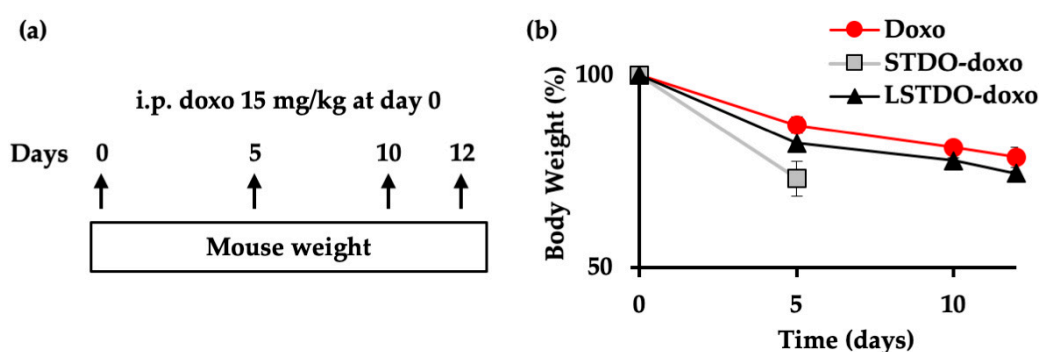 (a)
i.p. doxo 15 mg/kg at day 0
Days 0 5 10 12
Mouse weight
(b)
Doxo
STDO-doxo
LSTDO-doxo
Body Weight (%)
100
50
0 5 10
Time (days)